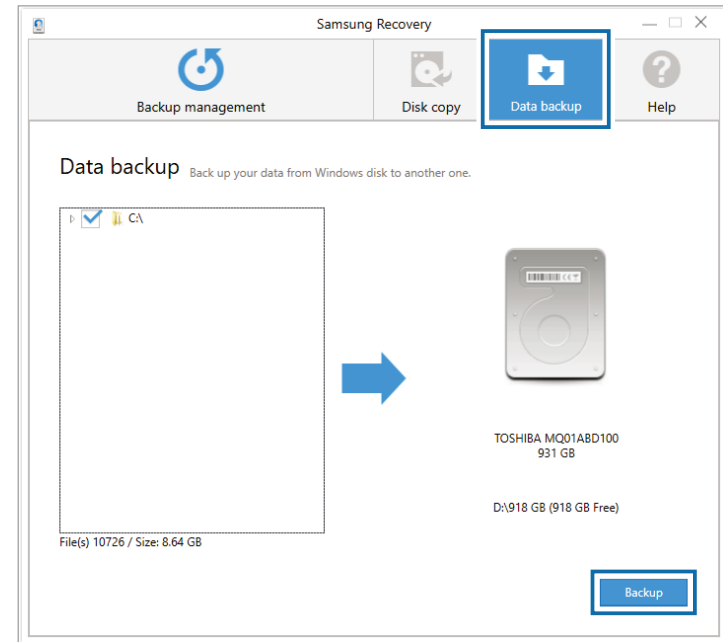 Samsung Recovery
Backup management
Disk copy
Data backup
Help
Data backup Back up your data from Windows disk to another one.
C:\
TOSHIBA MQ01ABD100
931 GB
D:\918 GB (918 GB Free)
File(s) 10726 / Size: 8.64 GB
Backup